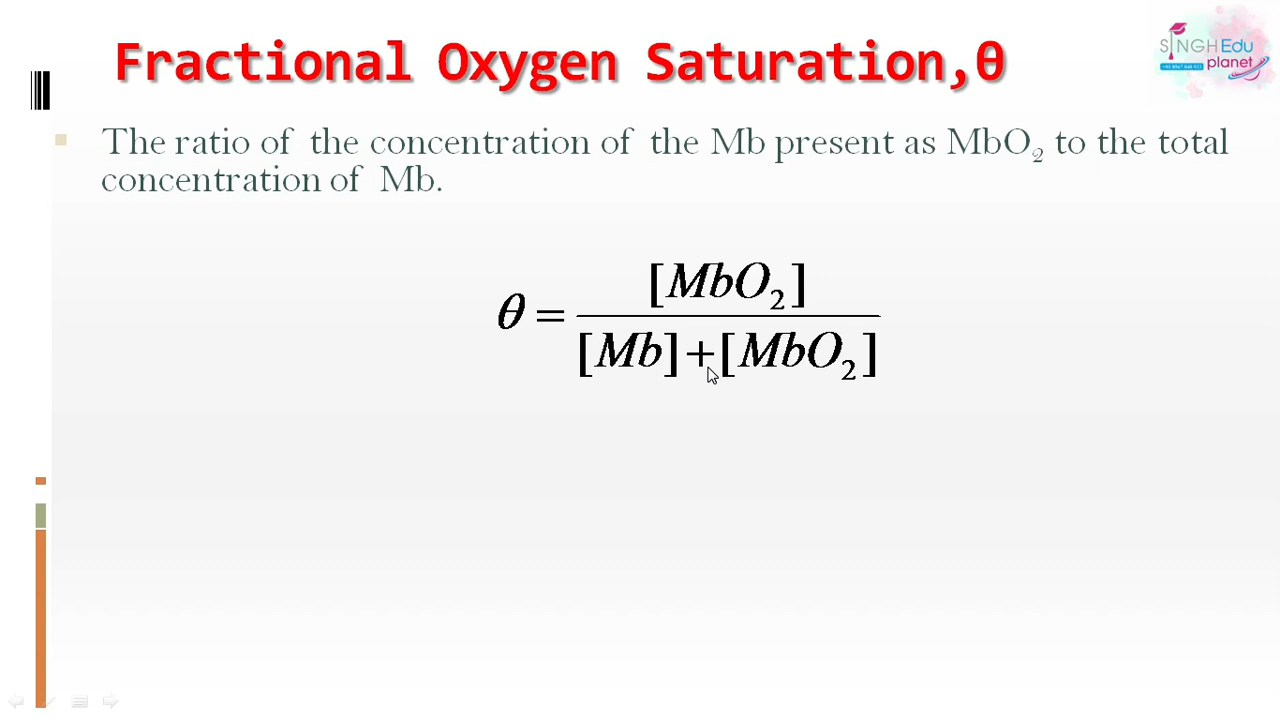 Fractional Oxygen Saturation,θ
SINGH Edu
planet
The ratio of the concentration of the Mb present as MbO₂ to the total
concentration of Mb.
θ = [MbO₂] / [Mb]+[MbO₂]